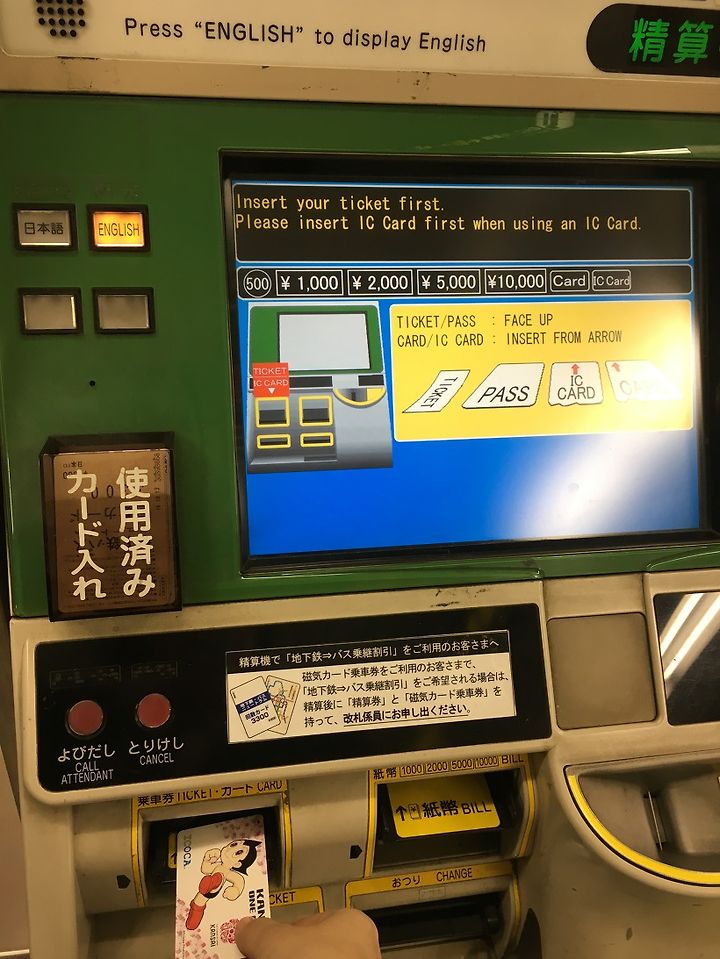 Press "ENGLISH" to display English
精算
日本語
ENGLISH
Insert your ticket first.
Please insert IC Card first when using an IC Card.
500 ¥ 1,000 ¥ 2,000 ¥ 5,000 ¥10,000 Card IC Card
TICKET/PASS : FACE UP
CARD/IC CARD : INSERT FROM ARROW
TICKET
IC CARD
TICKET
PASS
IC
CARD
使用済み
カード入れ
精算機で「地下鉄⇒バス乗継割引」をご利用のお客さまへ
磁気カード乗車券をご利用のお客さまで、
「地下鉄⇒バス乗継割引」をご希望される場合は、
精算後に「精算券」と「磁気カード乗車券」を
持って、改札係員にお申し出ください。
回数カード
3300
よびだし
CALL
ATTENDANT
とりけし
CANCEL
乗車券 TICKET・カード CARD
紙幣 1000 2000 5000 10000 BILL
紙幣 BILL
おつり CHANGE
ICOCA
KANSAI